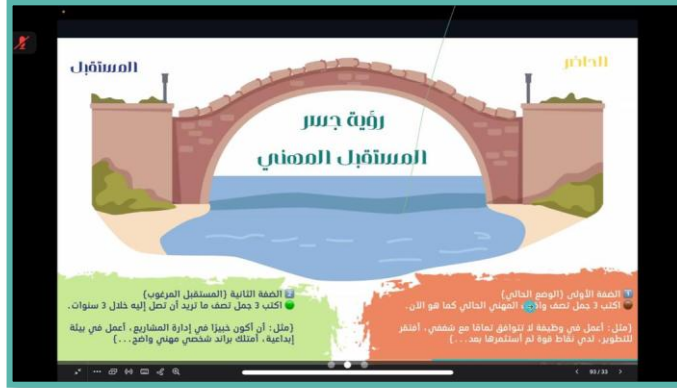 الحاضر
المستقبل
رؤية جسر
المستقبل المهني
1 الضفة الأولى (الوضع الحالي)
اكتب 3 جمل تصف المهني الحالي كما هو الآن.
(مثل: أعمل في وظيفة لا تتوافق تمامًا مع شغفي، أفتقر
للتطوير، لدي نقاط قوة لم أستثمرها بعد...)
2 الضفة الثانية (المستقبل المرغوب)
اكتب 3 جمل تصف ما تريد أن تصل إليه خلال 3 سنوات.
(مثل: أن أكون خبيرًا في إدارة المشاريع، أعمل في بيئة
إبداعية، أمتلك براند شخصي مهني واضح...)